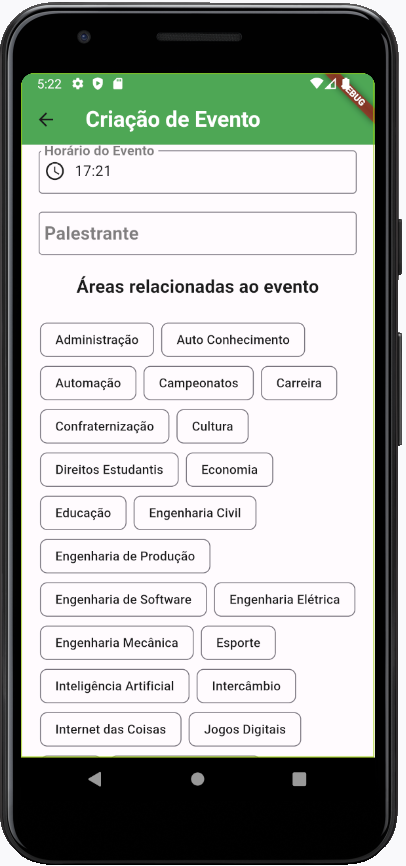 5:22
DEBUG
Criação de Evento
Horário do Evento
17:21
Palestrante
Áreas relacionadas ao evento
Administração Auto Conhecimento
Automação Campeonatos Carreira
Confraternização Cultura
Direitos Estudantis Economia
Educação Engenharia Civil
Engenharia de Produção
Engenharia de Software Engenharia Elétrica
Engenharia Mecânica Esporte
Inteligência Artificial Intercâmbio
Internet das Coisas Jogos Digitais